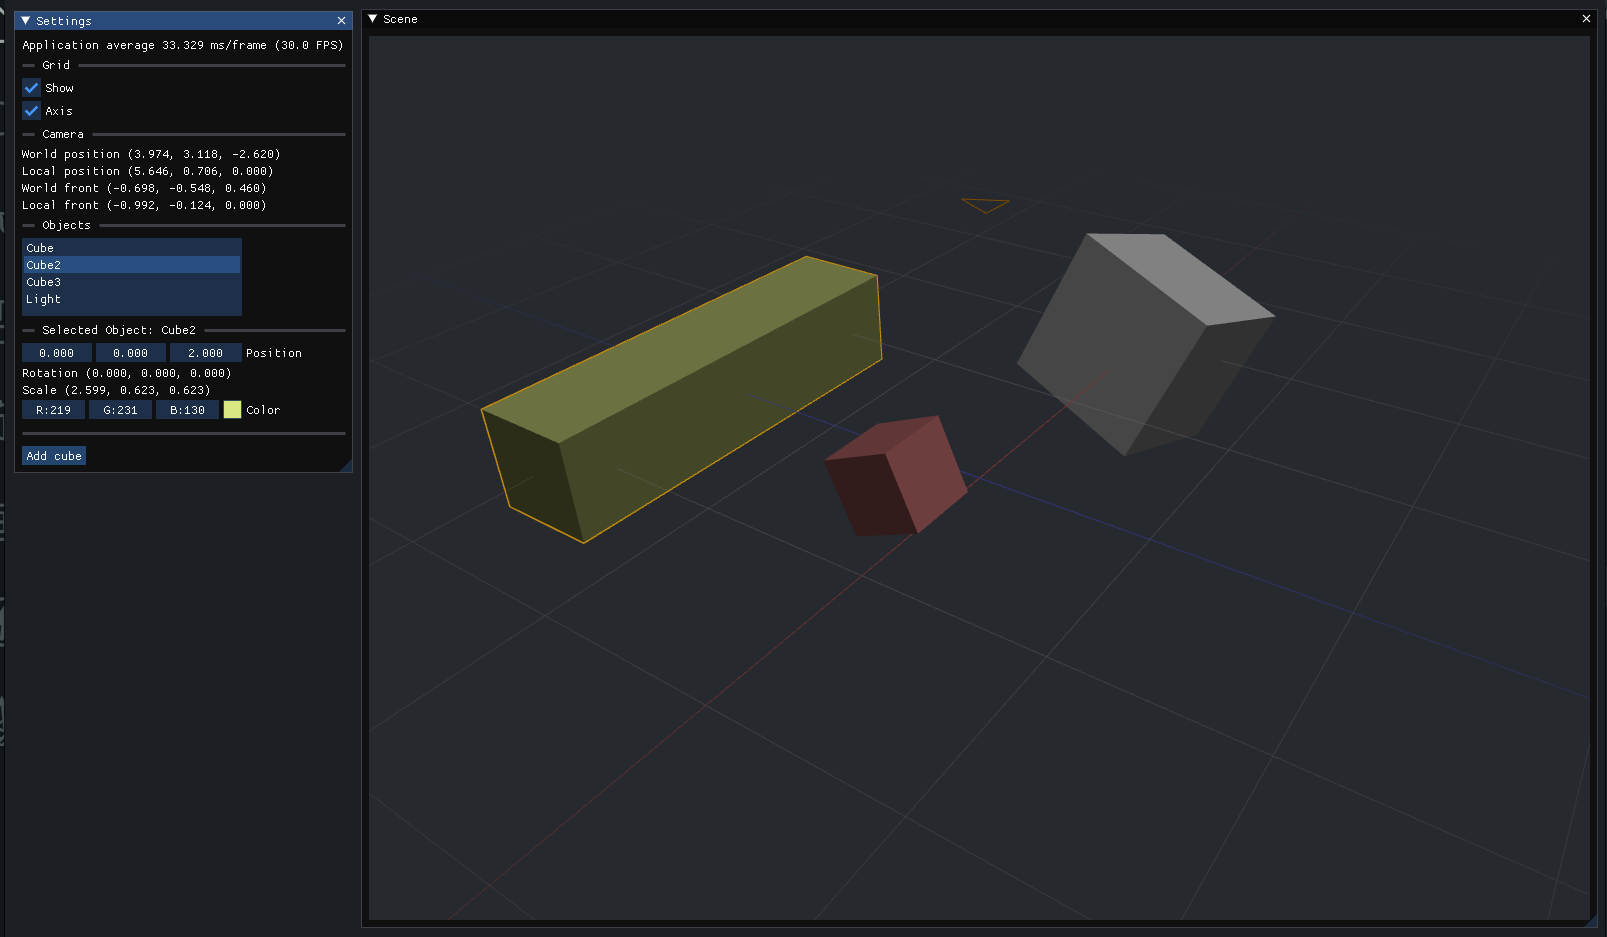 Settings
Application average 33.329 ms/frame (30.0 FPS)
Grid
Show
Axis
Camera
World position (3.974, 3.118, -2.620)
Local position (5.646, 0.706, 0.000)
World front (-0.698, -0.548, 0.460)
Local front (-0.992, -0.124, 0.000)
Objects
Cube
Cube2
Cube3
Light
Selected Object: Cube2
0.000 0.000 2.000 Position
Rotation (0.000, 0.000, 0.000)
Scale (2.599, 0.623, 0.623)
R:219 G:231 B:130 Color
Add cube
Scene